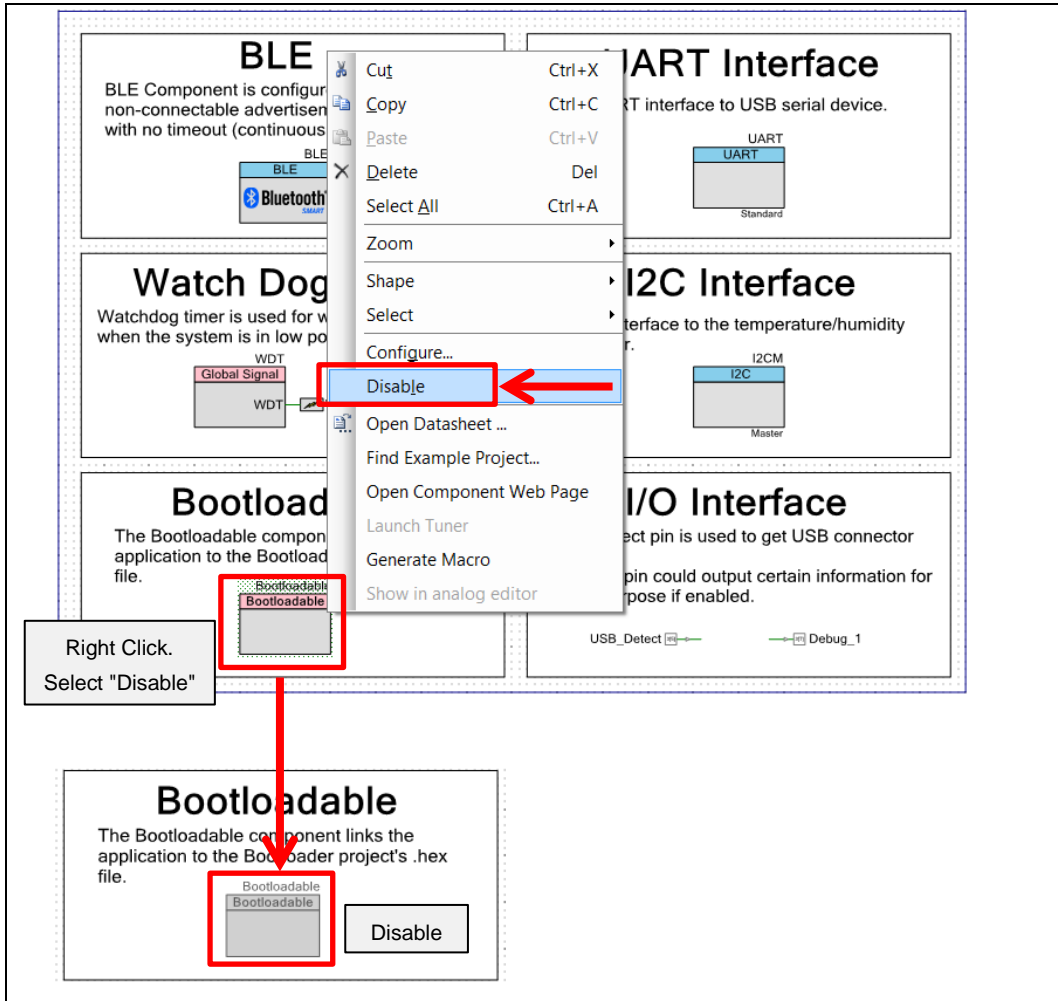 BLE
BLE Component is configur
non-connectable advertisen
with no timeout (continuous
BLE
BLE
Bluetooth
SMART
UART Interface
RT interface to USB serial device.
UART
UART
Standard
Cut Ctrl+X
Copy Ctrl+C
Paste Ctrl+V
Delete Del
Select All Ctrl+A
Zoom
Shape
Select
Configure...
Disable
Open Datasheet ...
Find Example Project...
Open Component Web Page
Launch Tuner
Generate Macro
Show in analog editor
Watch Dog
Watchdog timer is used for w
when the system is in low po
WDT
Global Signal
WDT
I2C Interface
terface to the temperature/humidity
r.
I2CM
I2C
Master
Bootload
The Bootloadable compon
application to the Bootload
file.
Bootloadable
Bootloadable
I/O Interface
ect pin is used to get USB connector
pin could output certain information for
rpose if enabled.
USB_Detect Debug_1
Right Click.
Select "Disable"
Bootloadable
The Bootloadable component links the
application to the Bootloader project's .hex
file.
Bootloadable
Bootloadable
Disable